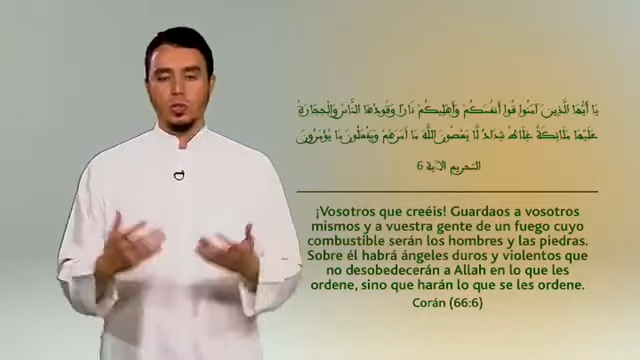 يَا أَيُّهَا الَّذِينَ آمَنُوا قُوا أَنفُسَكُمْ وَأَهْلِيكُمْ نَارًا وَقُودُهَا النَّاسُ وَالْحِجَارَةُ
عَلَيْهَا مَلَائِكَةٌ غِلَاظٌ شِدَادٌ لَّا يَعْصُونَ اللَّهَ مَا أَمَرَهُمْ وَيَفْعَلُونَ مَا يُؤْمَرُونَ
التحريم الآية 6
¡Vosotros que creéis! Guardaos a vosotros
mismos y a vuestra gente de un fuego cuyo
combustible serán los hombres y las piedras.
Sobre él habrá ángeles duros y violentos que
no desobedecerán a Allah en lo que les
ordene, sino que harán lo que se les ordene.
Corán (66:6)